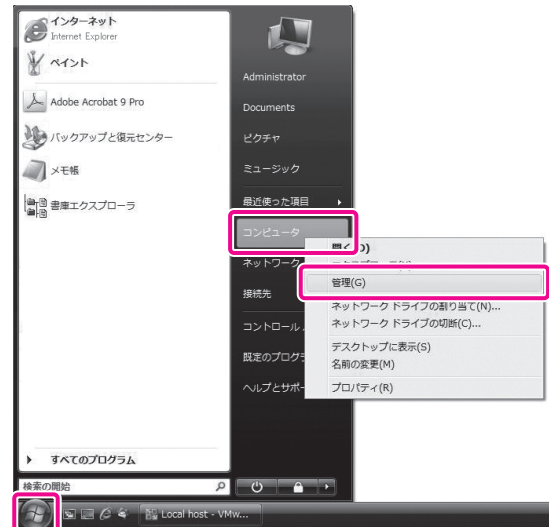 インターネット
Internet Explorer
ペイント
Adobe Acrobat 9 Pro
バックアップと復元センター
メモ帳
書庫エクスプローラ
すべてのプログラム
検索の開始
Administrator
Documents
ピクチャ
ミュージック
最近使った項目
コンピュータ
ネットワーク
接続先
コントロール
既定のプログ
ヘルプとサポー
管理(G)
ネットワーク ドライブの割り当て(N)...
ネットワーク ドライブの切断(C)...
デスクトップに表示(S)
名前の変更(M)
プロパティ(R)
Local host - VMw...